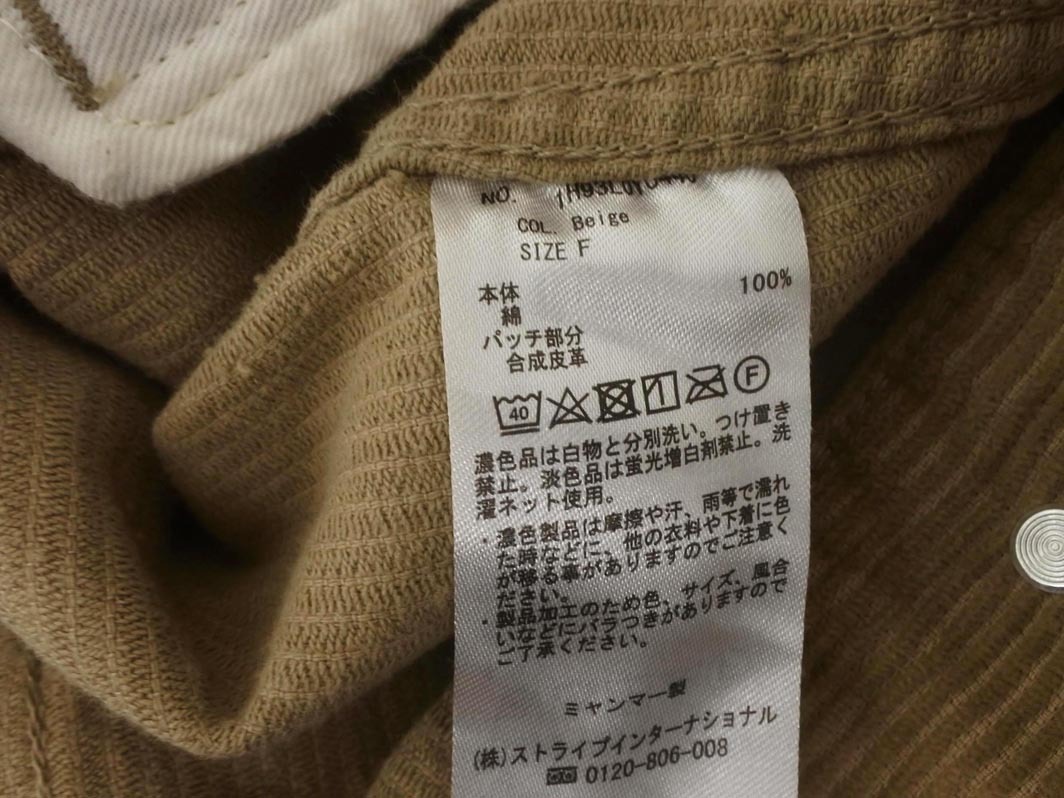 NO.
COL. Beige
SIZE F
本体
綿 100%
パッチ部分
合成皮革
40 F
濃色品は白物と分別洗い。つけ置き
禁止。淡色品は蛍光増白剤禁止。洗
濯ネット使用。
・濃色製品は摩擦や汗、雨等で濡れ
た時などに、他の衣料や下着に色
が移る事がありますのでご注意く
ださい。
・製品加工のため色、サイズ、風合
いなどにバラつきがありますので
ご了承ください。
ミャンマー製
(株)ストライプインターナショナル
0120-806-008